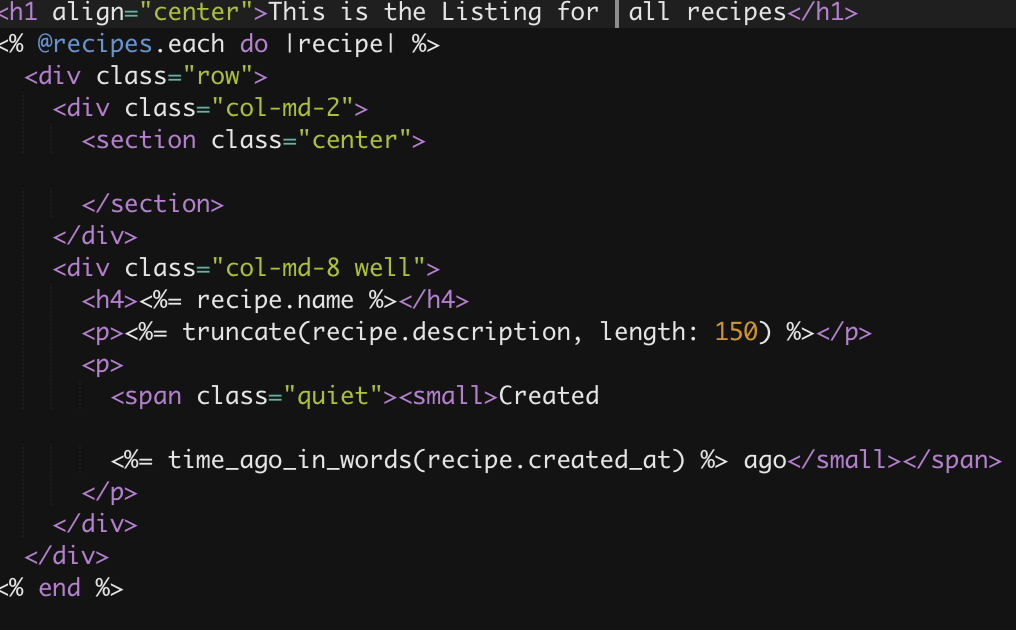 <h1 align="center">This is the Listing for all recipes</h1>
<% @recipes.each do |recipe| %>
  <div class="row">
    <div class="col-md-2">
      <section class="center">

      </section>
    </div>
    <div class="col-md-8 well">
      <h4><%= recipe.name %></h4>
      <p><%= truncate(recipe.description, length: 150) %></p>
      <p>
        <span class="quiet"><small>Created

        <%= time_ago_in_words(recipe.created_at) %> ago</small></span>
      </p>
    </div>
  </div>
<% end %>